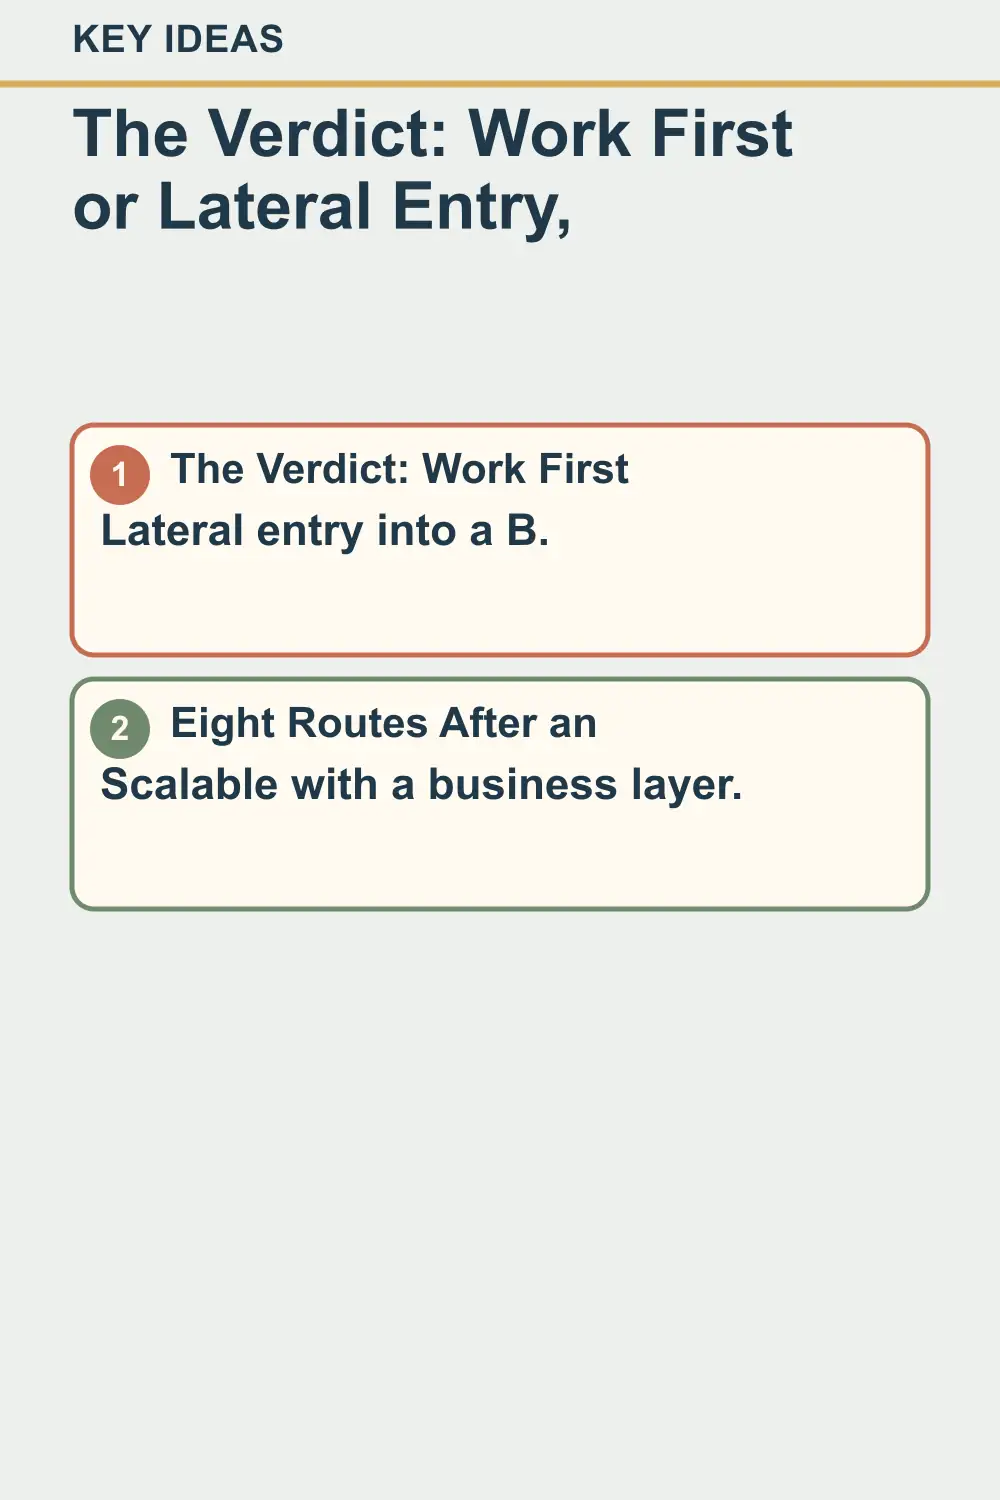 KEY IDEAS
The Verdict: Work First
or Lateral Entry,
1 The Verdict: Work First
Lateral entry into a B.
2 Eight Routes After an
Scalable with a business layer.